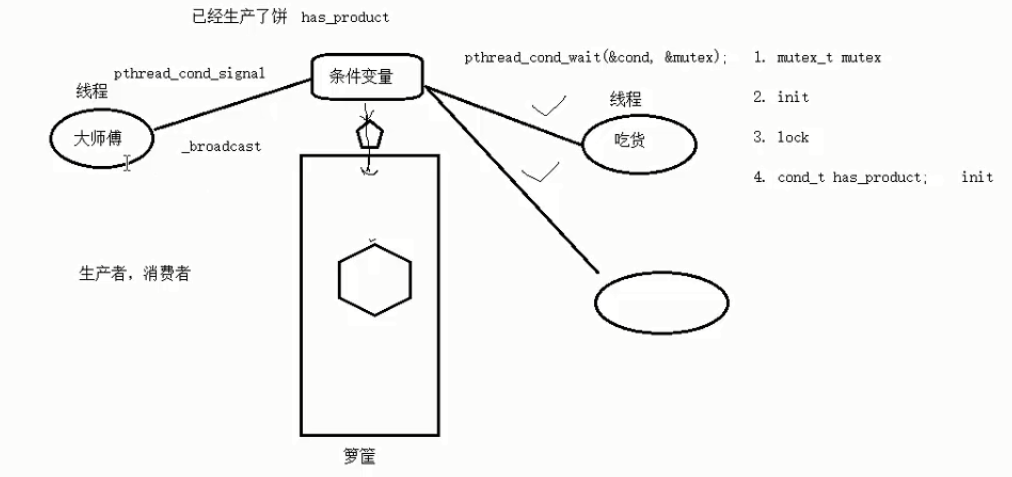 已经生产了饼 has_product
pthread_cond_signal
条件变量
pthread_cond_wait(&cond, &mutex);
1. mutex_t mutex
线程
线程
2. init
大师傅
吃货
_broadcast
3. lock
4. cond_t has_product; init
生产者，消费者
箩筐